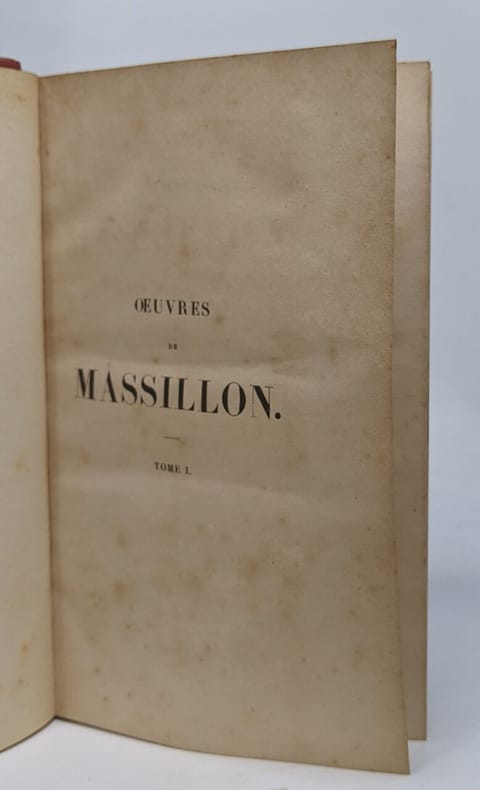 ŒUVRES
DE
MASSILLON.
TOME I.